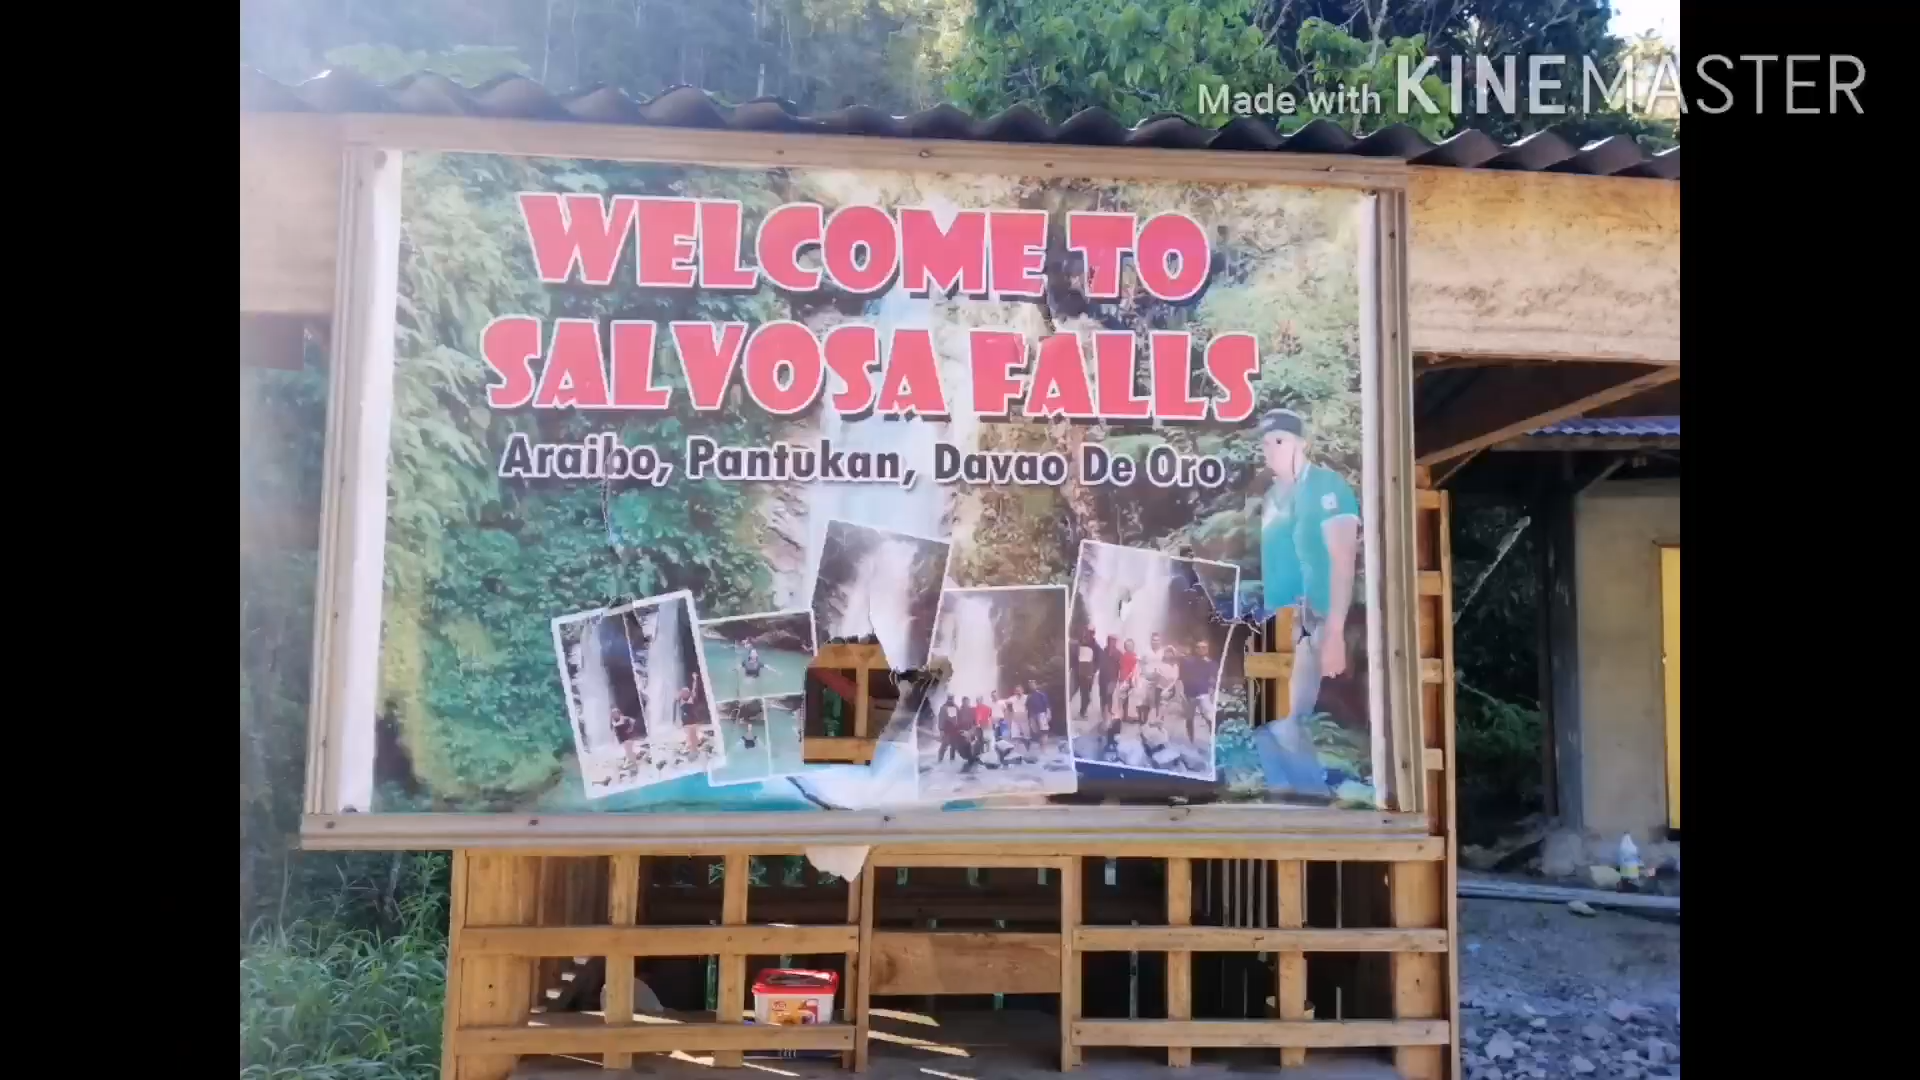 Made with KINEMASTER
WELCOME TO
SALVOSA FALLS
Araibo, Pantukan, Davao De Oro